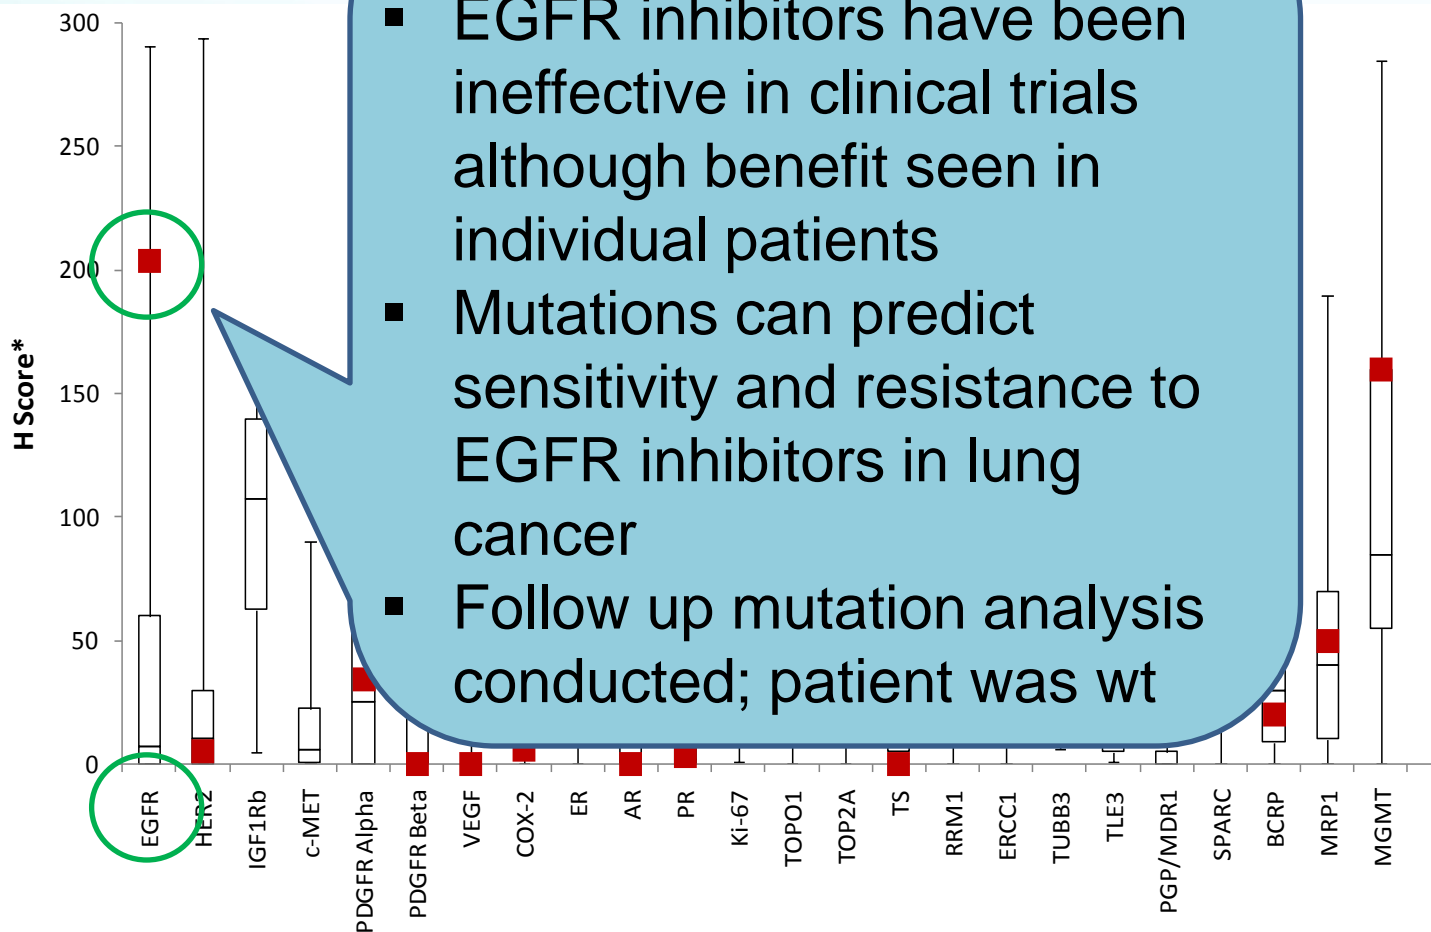 300
250
200
150
100
50
0
H Score*
▪ EGFR inhibitors have been
ineffective in clinical trials
although benefit seen in
individual patients
▪ Mutations can predict
sensitivity and resistance to
EGFR inhibitors in lung
cancer
▪ Follow up mutation analysis
conducted; patient was wt
EGFR
HER2
IGF1Rb
c-MET
PDGFR Alpha
PDGFR Beta
VEGF
COX-2
ER
AR
PR
Ki-67
TOPO1
TOP2A
TS
RRM1
ERCC1
TUBB3
TLE3
PGP/MDR1
SPARC
BCRP
MRP1
MGMT